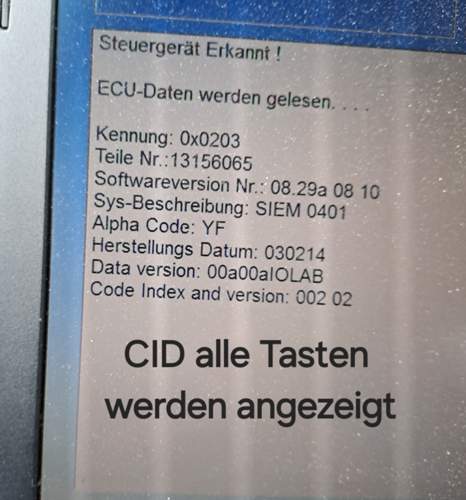 Steuergerät Erkannt !
ECU-Daten werden gelesen. . . .
Kennung: 0x0203
Teile Nr.:13156065
Softwareversion Nr.: 08.29a 08 10
Sys-Beschreibung: SIEM 0401
Alpha Code: YF
Herstellungs Datum: 030214
Data version: 00a00aIOLAB
Code Index and version: 002 02
CID alle Tasten
werden angezeigt